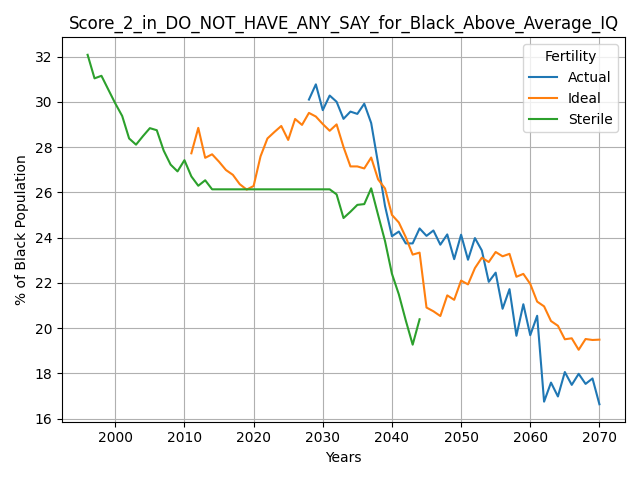 Score_2_in_DO_NOT_HAVE_ANY_SAY_for_Black_Above_Average_IQ
Fertility
Actual
Ideal
Sterile
% of Black Population
32
30
28
26
24
22
20
18
16
2000
2010
2020
2030
2040
2050
2060
2070
Years